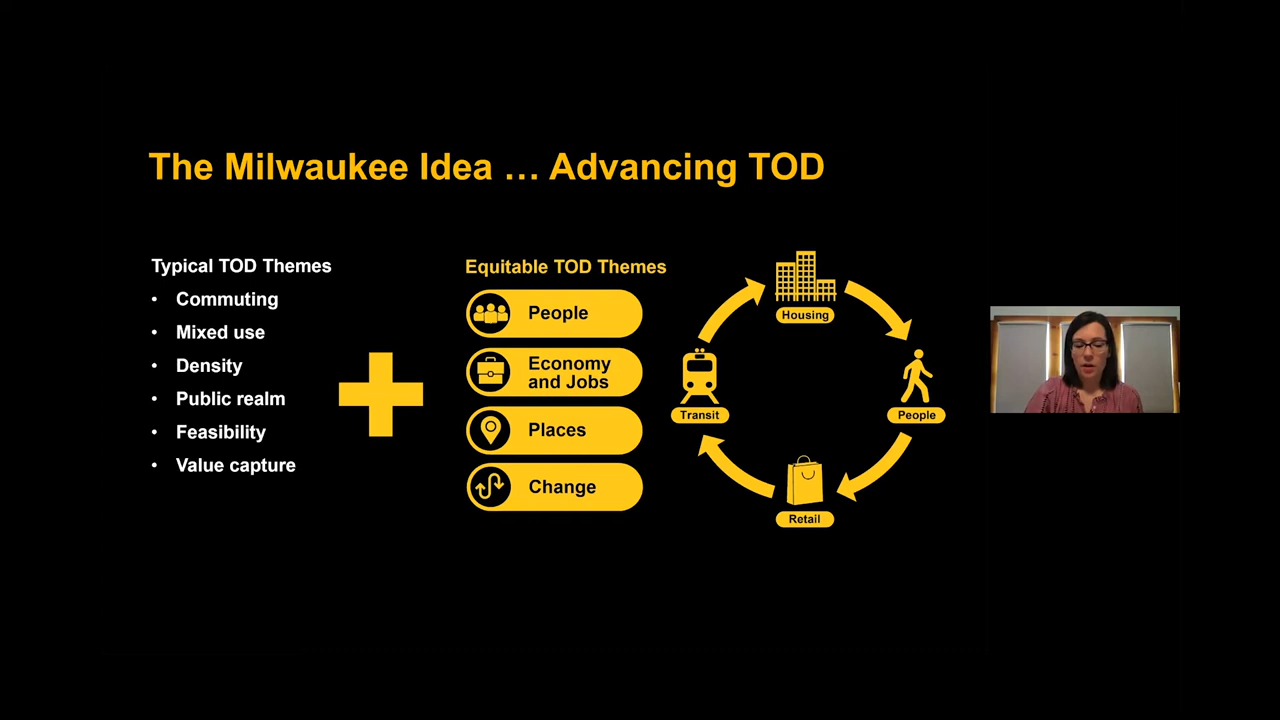 The Milwaukee Idea … Advancing TOD
Typical TOD Themes
• Commuting
• Mixed use
• Density
• Public realm
• Feasibility
• Value capture
Equitable TOD Themes
People
Economy
and Jobs
Places
Change
Housing
People
Retail
Transit